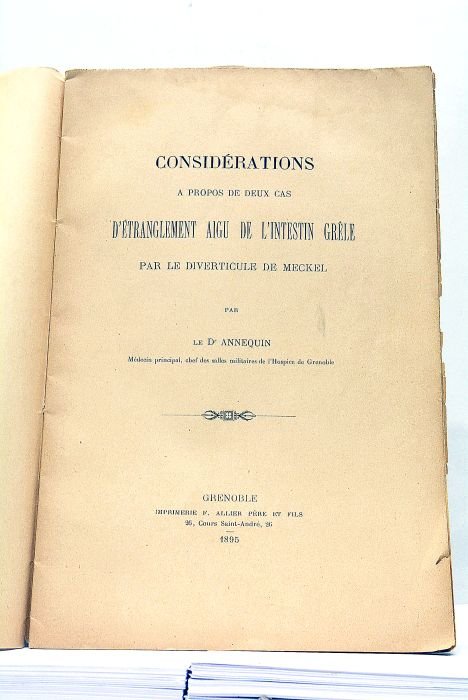 CONSIDÉRATIONS
A PROPOS DE DEUX CAS
D'ÉTRANGLEMENT AIGU DE L'INTESTIN GRÊLE
PAR LE DIVERTICULE DE MECKEL
PAR
LE Dr ANNEQUIN
Médecin principal, chef des salles militaires de l'Hospice de Grenoble
GRENOBLE
IMPRIMERIE F. ALLIER PÈRE ET FILS
26, Cours Saint-André, 26
1895